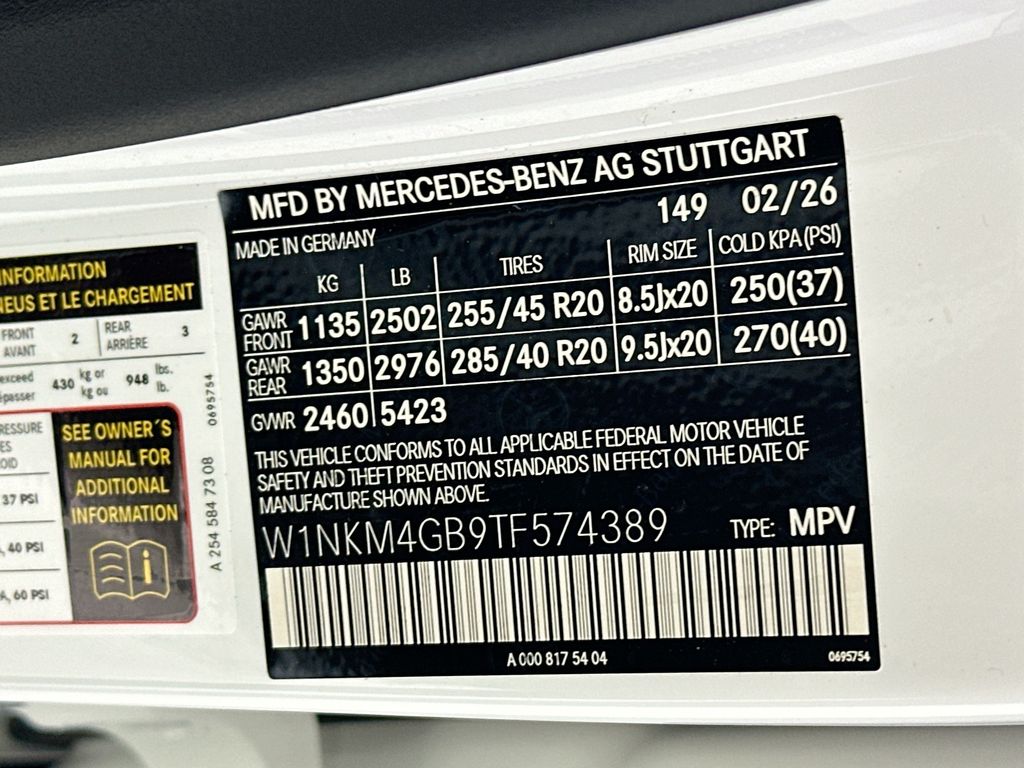 MFD BY MERCEDES-BENZ AG STUTTGART
149 02/26
MADE IN GERMANY
KG LB TIRES RIM SIZE COLD KPA (PSI)
GAWR FRONT 1135 2502 255/45 R20 8.5Jx20 250(37)
GAWR REAR 1350 2976 285/40 R20 9.5Jx20 270(40)
GVWR 2460 5423
THIS VEHICLE CONFORMS TO ALL APPLICABLE FEDERAL MOTOR VEHICLE
SAFETY AND THEFT PREVENTION STANDARDS IN EFFECT ON THE DATE OF
MANUFACTURE SHOWN ABOVE.
W1NKM4GB9TF574389 TYPE: MPV
A 000 817 54 04 0695754
INFORMATION
ET LE CHARGEMENT
FRONT AVANT 2 REAR ARRIÈRE 3
430 kg or kg ou 948 lbs. lb.
37 PSI
40 PSI
60 PSI
SEE OWNER´S
MANUAL FOR
ADDITIONAL
INFORMATION
i
A 254 584 73 08 0695754